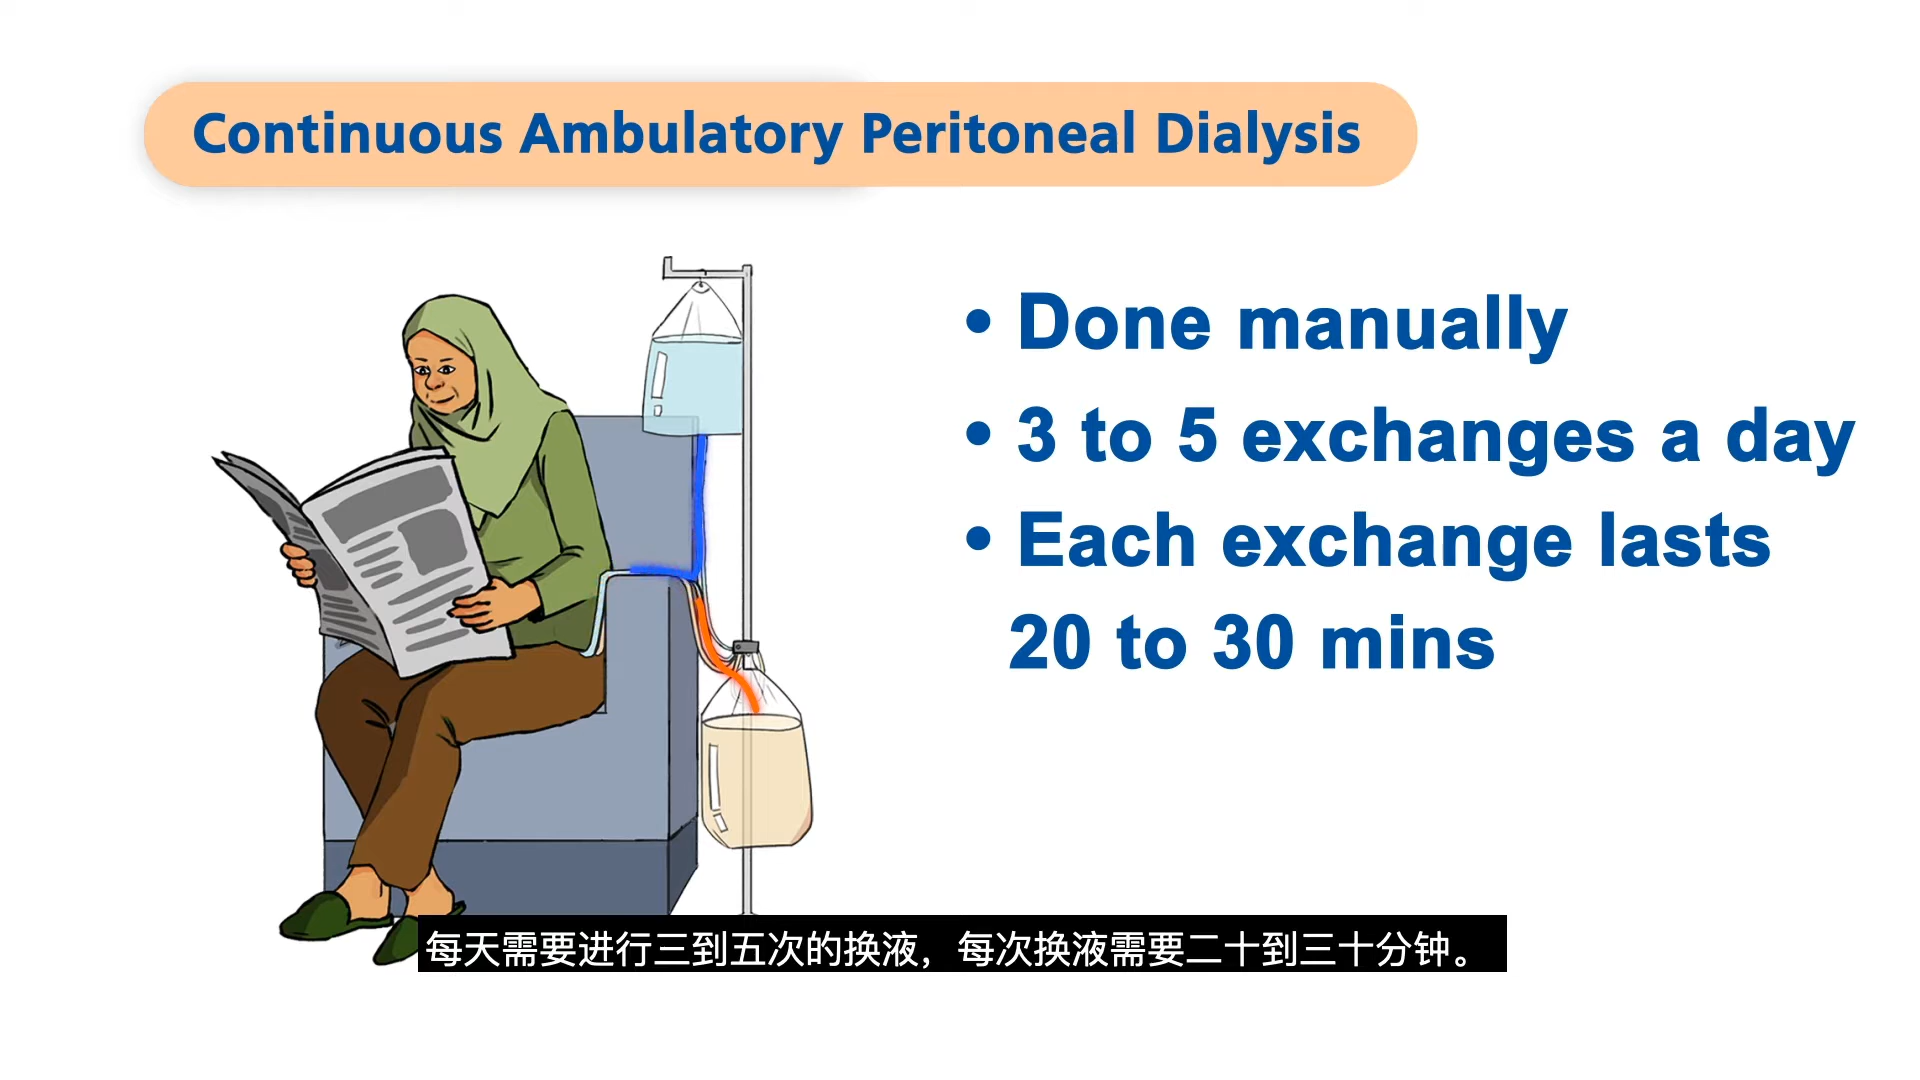 Continuous Ambulatory Peritoneal Dialysis
• Done manually
• 3 to 5 exchanges a day
• Each exchange lasts
20 to 30 mins
每天需要进行三到五次的换液，每次换液需要二十到三十分钟。